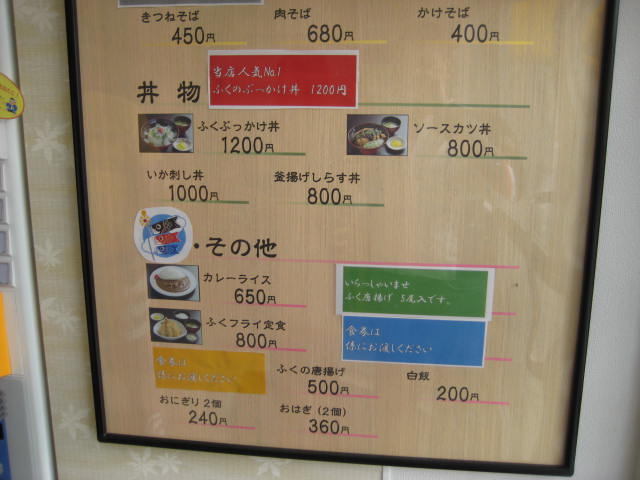 きつねそば
肉そば
かけそば
450円
680円
400円
当店人気No.1
ふくのぶっかけ丼 1200円
丼物
ふくぶっかけ丼
1200円
ソースカツ丼
800円
いか刺し丼
1000円
釜揚げしらす丼
800円
・その他
カレーライス
650円
いらっしゃいませ
ふく唐揚げ 5尾入です。
ふくフライ定食
800円
食券は
係にお渡しください
食券は
係にお渡しください
ふくの唐揚げ
500円
白飯
200円
おにぎり2個
240円
おはぎ(2個)
360円